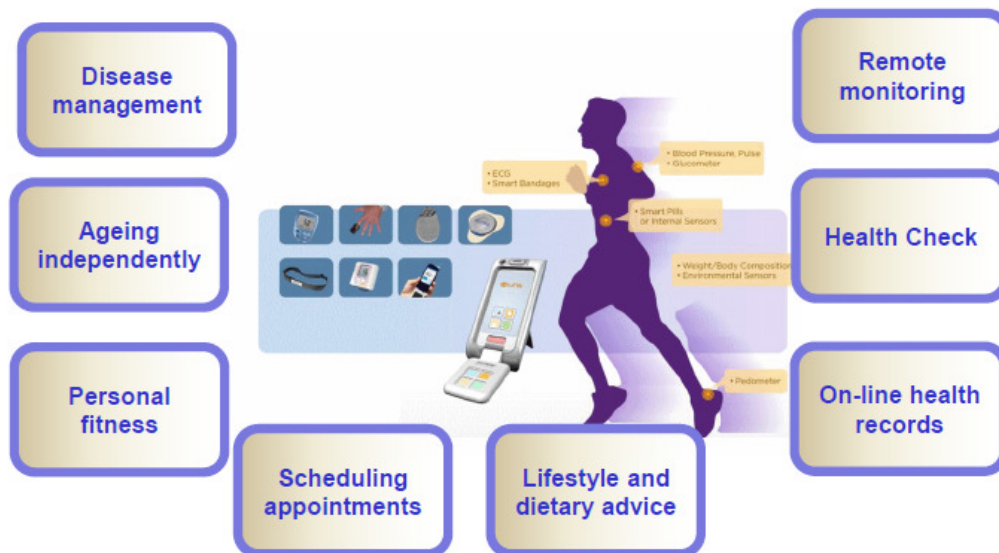 Disease
management
Remote
monitoring
• Blood Pressure, Pulse
• Glucometer
• ECG
• Smart Bandages
Ageing
independently
• Smart Pills
or Internal Sensors
Health Check
• Weight/Body Composition
• Environmental Sensors
Personal
fitness
• Pedometer
On-line health
records
Scheduling
appointments
Lifestyle and
dietary advice